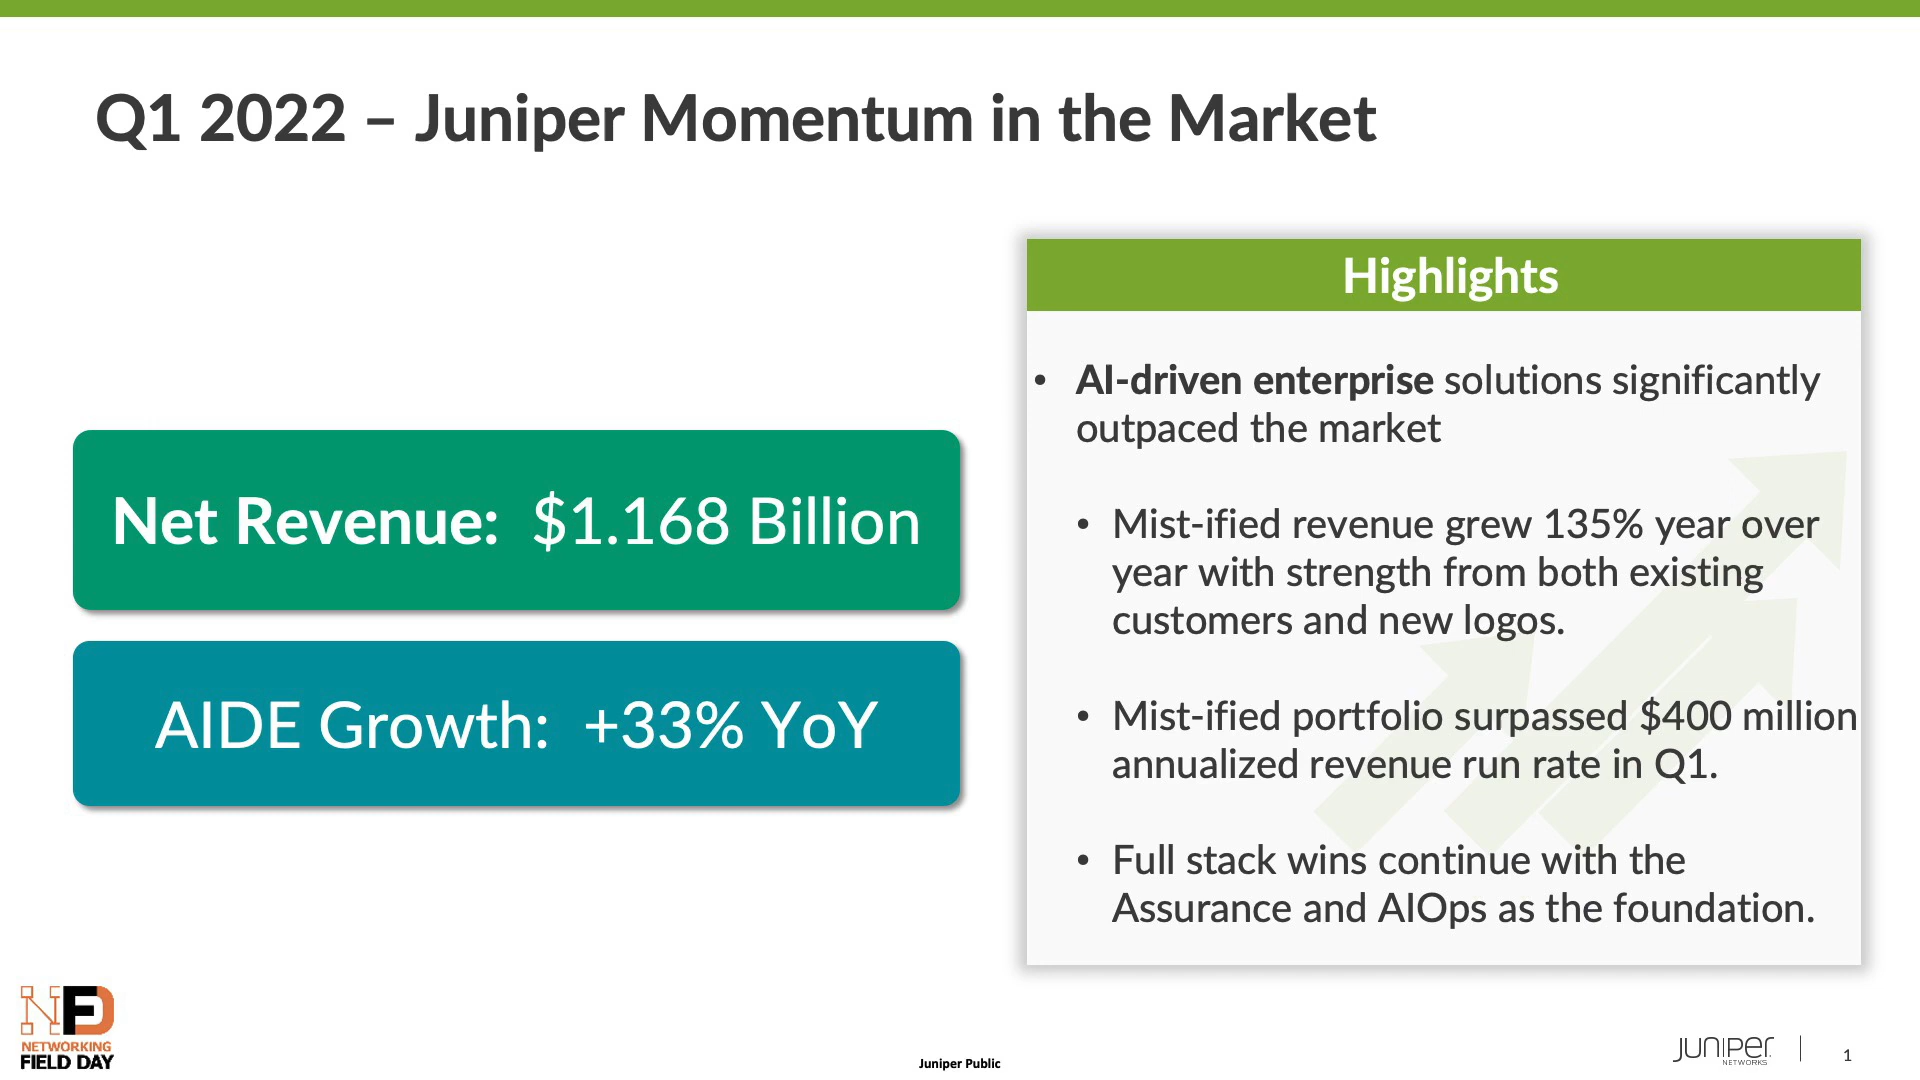 Q1 2022 – Juniper Momentum in the Market
Net Revenue:  $1.168 Billion
AIDE Growth:  +33% YoY
Highlights
• AI-driven enterprise solutions significantly
outpaced the market
• Mist-ified revenue grew 135% year over
year with strength from both existing
customers and new logos.
• Mist-ified portfolio surpassed $400 million
annualized revenue run rate in Q1.
• Full stack wins continue with the
Assurance and AIOps as the foundation.
NFD
NETWORKING
FIELD DAY
Juniper Public
JUNIPER
NETWORKS
1